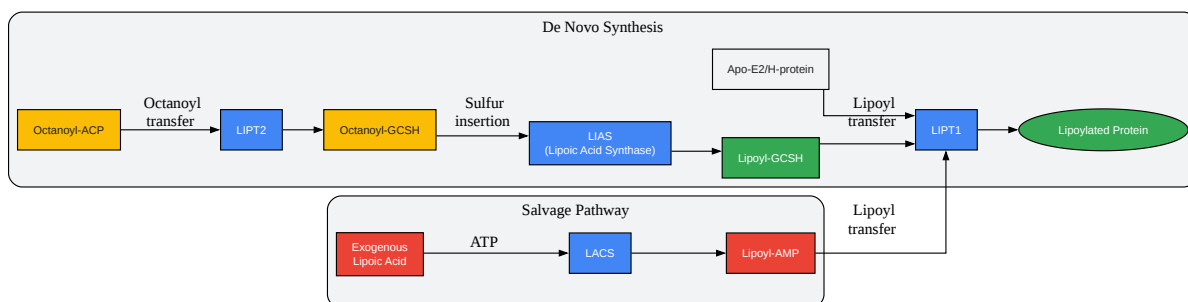 De Novo Synthesis
Apo-E2/H-protein
Octanoyl-ACP
Octanoyl
transfer
LIPT2
Octanoyl-GCSH
Sulfur
insertion
LIAS
(Lipoic Acid Synthase)
Lipoyl-GCSH
Lipoyl
transfer
LIPT1
Lipoylated Protein
Salvage Pathway
Exogenous
Lipoic Acid
ATP
LACS
Lipoyl-AMP
Lipoyl
transfer